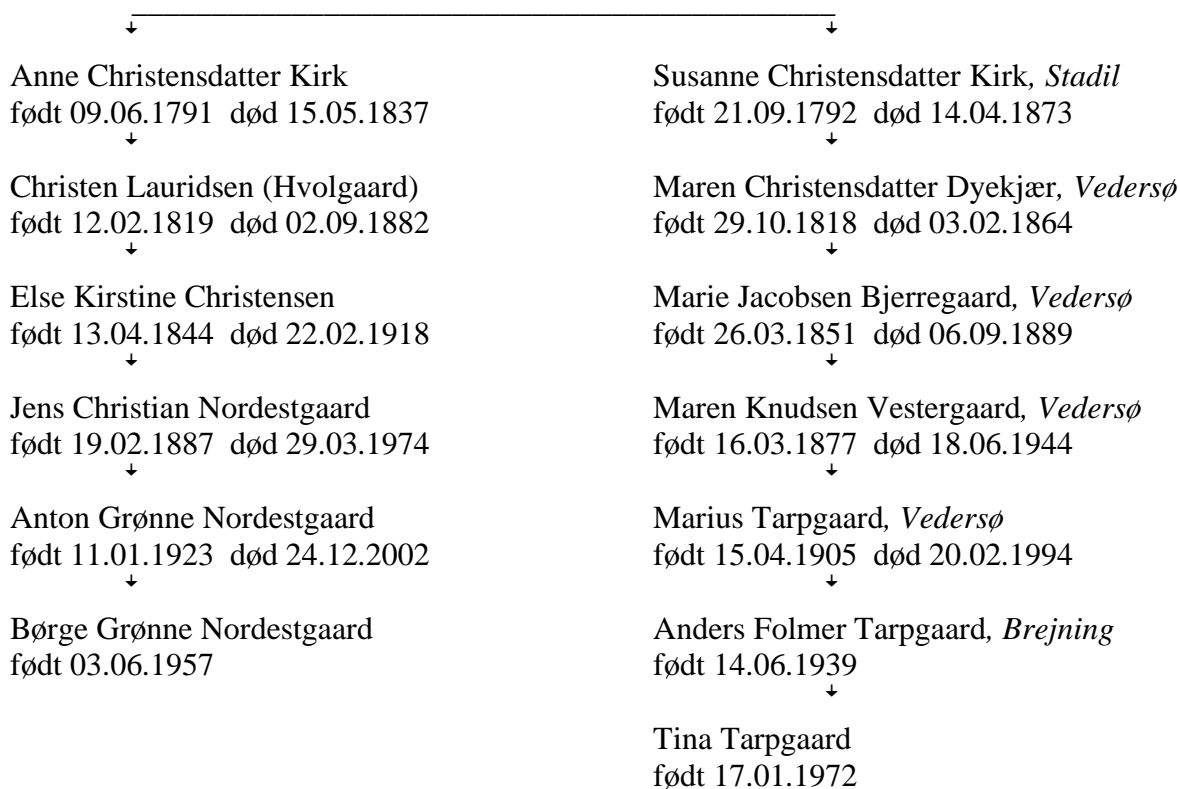 Anne Christensdatter Kirk
født 09.06.1791 død 15.05.1837
Christen Lauridsen (Hvolgaard)
født 12.02.1819 død 02.09.1882
Else Kirstine Christensen
født 13.04.1844 død 22.02.1918
Jens Christian Nordestgaard
født 19.02.1887 død 29.03.1974
Anton Grønne Nordestgaard
født 11.01.1923 død 24.12.2002
Børge Grønne Nordestgaard
født 03.06.1957
Susanne Christensdatter Kirk, Stadil
født 21.09.1792 død 14.04.1873
Maren Christensdatter Dyekjær, Vedersø
født 29.10.1818 død 03.02.1864
Marie Jacobsen Bjerregaard, Vedersø
født 26.03.1851 død 06.09.1889
Maren Knudsen Vestergaard, Vedersø
født 16.03.1877 død 18.06.1944
Marius Tarpgaard, Vedersø
født 15.04.1905 død 20.02.1994
Anders Folmer Tarpgaard, Brejning
født 14.06.1939
Tina Tarpgaard
født 17.01.1972